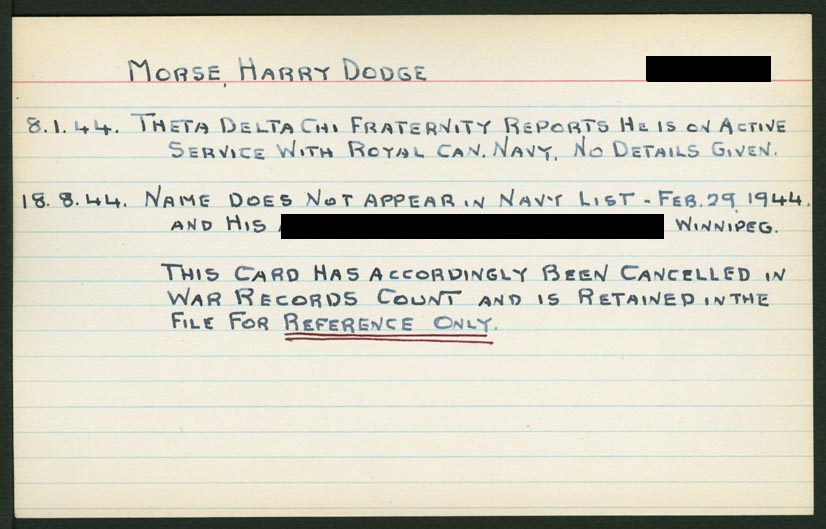 MORSE, HARRY DODGE
8.1.44. THETA DELTA CHI FRATERNITY REPORTS HE IS ON ACTIVE
SERVICE WITH ROYAL CAN. NAVY. NO DETAILS GIVEN.
18.8.44. NAME DOES NOT APPEAR IN NAVY LIST - FEB. 29, 1944.
AND HIS WINNIPEG.
THIS CARD HAS ACCORDINGLY BEEN CANCELLED IN
WAR RECORDS COUNT AND IS RETAINED IN THE
FILE FOR REFERENCE ONLY.